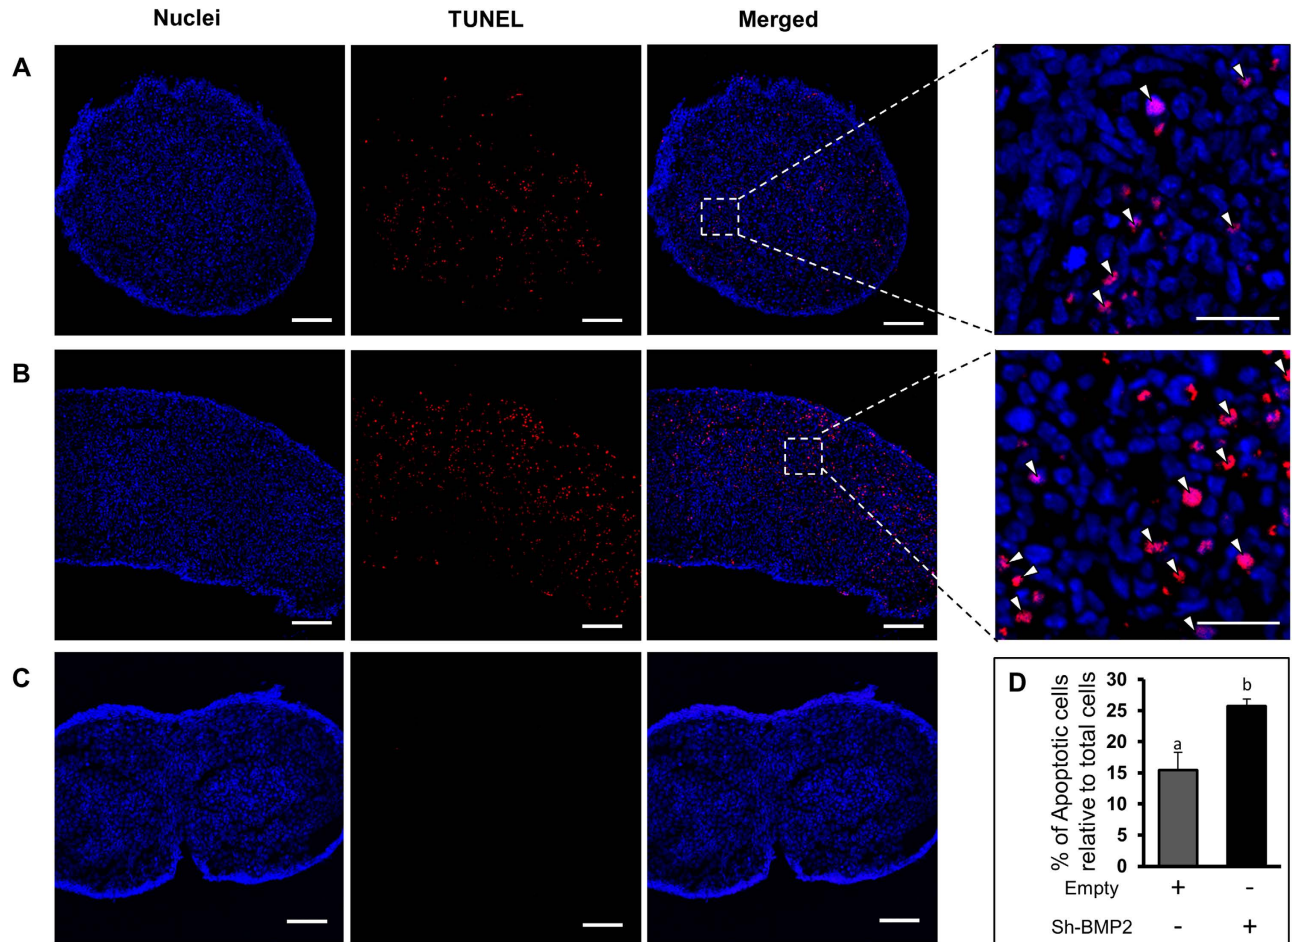 Nuclei TUNEL Merged
A
B
C
D
% of Apoptotic cells
relative to total cells
30
25
20
15
10
5
0
a
b
Empty + -
Sh-BMP2 - +